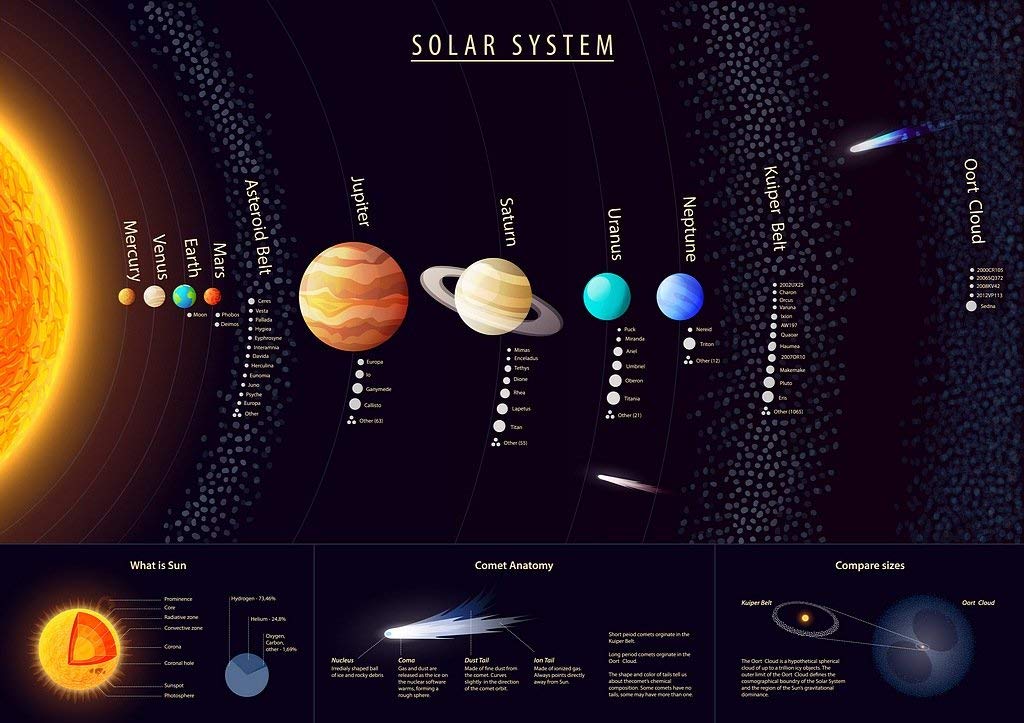 SOLAR SYSTEM
Mercury
Venus
Earth
Mars
Asteroid Belt
Jupiter
Saturn
Uranus
Neptune
Kuiper Belt
Oort Cloud
Moon
Phobos
Deimos
Ceres
Vesta
Pallada
Hygiea
Eyphrosyne
Interamnia
Davida
Herculina
Eunomia
Juno
Psyche
Europa
Other
Europa
Io
Ganymede
Callisto
Other (63)
Mimas
Enceladus
Tethys
Dione
Rhea
Lapetus
Titan
Other (55)
Puck
Miranda
Ariel
Umbriel
Oberon
Titania
Other (21)
Nereid
Triton
Other (12)
2002UX25
Charon
Orcus
Varuna
Ixion
AW197
Quaoar
Haumea
2007OR10
Makemake
Pluto
Eris
Other (1065)
2000CR105
2006SQ372
2008KV42
2012VP113
Sedna
What is Sun
Prominence
Core
Radiative zone
Convective zone
Corona
Coronal hole
Sunspot
Photosphere
Hydrogen - 73,46%
Helium - 24,8%
Oxygen,
Carbon,
other - 1,69%
Comet Anatomy
Nucleus
Irredialy shaped ball
of ice and rocky debris
Coma
Gas and dust are
released as the ice on
the nuclear software
warms, forming a
rough sphere.
Dust Tail
Made of fine dust from
the comet. Curves
slightly in the direction
of the comet orbit.
Ion Tail
Made of ionized gas.
Always points directly
away from Sun.
Short peiod comets orginate in the
Kuiper Belt.
Long peiod comets orginate in the
Oort Cloud.
The shape and color of tails tell us
about theoromet's chemical
composition. Some comets have no
tails, some may have more than one.
Compare sizes
Kuiper Belt
Oort Cloud
The Oort Cloud is a hypothetical spherical
cloud of up to a trillion icy objects. The
outer limit of the Oort Cloud defines the
cosmographical boundry of the Solar System
and the region of the Sun's gravitational
dominance.